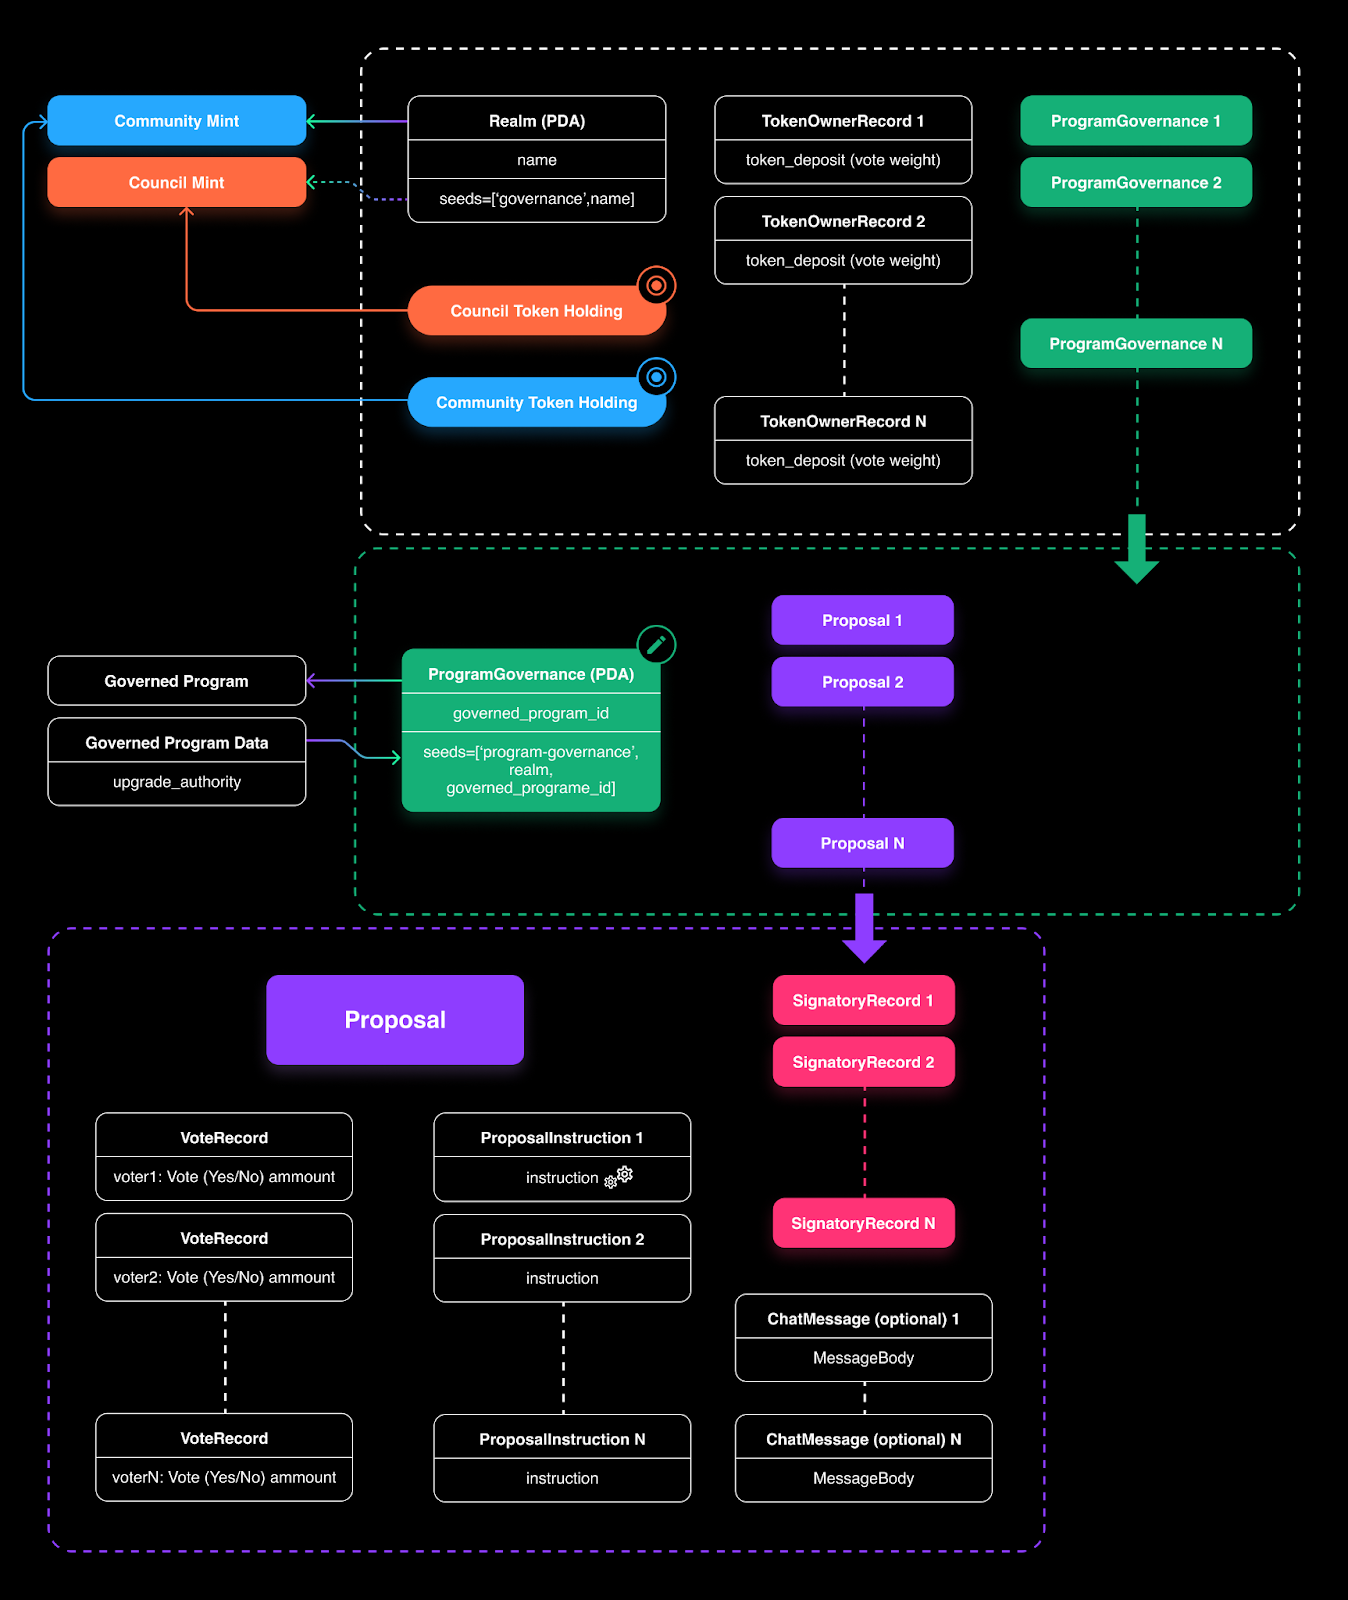 Community Mint
Council Mint
Realm (PDA)
name
seeds=[‘governance’,name]
Council Token Holding
Community Token Holding
TokenOwnerRecord 1
token_deposit (vote weight)
TokenOwnerRecord 2
token_deposit (vote weight)
TokenOwnerRecord N
token_deposit (vote weight)
ProgramGovernance 1
ProgramGovernance 2
ProgramGovernance N
Governed Program
Governed Program Data
upgrade_authority
ProgramGovernance (PDA)
governed_program_id
seeds=[‘program-governance’,
realm,
governed_programe_id]
Proposal 1
Proposal 2
Proposal N
Proposal
VoteRecord
voter1: Vote (Yes/No) ammount
VoteRecord
voter2: Vote (Yes/No) ammount
VoteRecord
voterN: Vote (Yes/No) ammount
ProposalInstruction 1
instruction
ProposalInstruction 2
instruction
ProposalInstruction N
instruction
SignatoryRecord 1
SignatoryRecord 2
SignatoryRecord N
ChatMessage (optional) 1
MessageBody
ChatMessage (optional) N
MessageBody